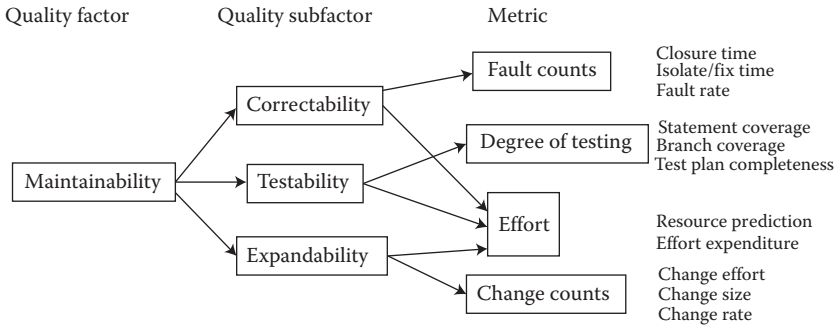 Quality factor
Quality subfactor
Metric
Maintainability
Correctability
Testability
Expandability
Fault counts
Degree of testing
Effort
Change counts
Closure time
Isolate/fix time
Fault rate
Statement coverage
Branch coverage
Test plan completeness
Resource prediction
Effort expenditure
Change effort
Change size
Change rate